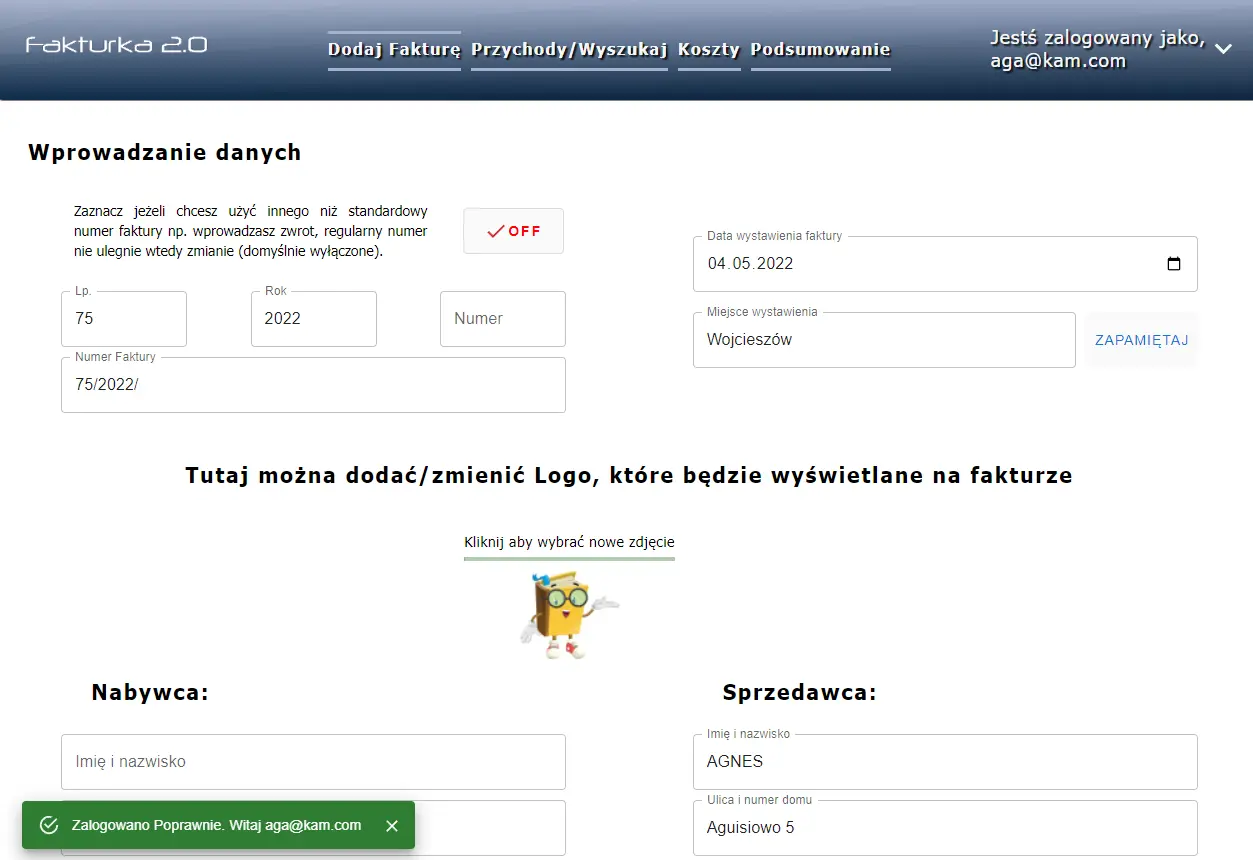 Fakturka 2.0
Dodaj Fakturę Przychody/Wyszukaj Koszty Podsumowanie
Jestś zalogowany jako,
aga@kam.com
Wprowadzanie danych
Zaznacz jeżeli chcesz użyć innego niż standardowy
numer faktury np. wprowadzasz zwrot, regularny numer
nie ulegnie wtedy zmianie (domyślnie wyłączone).
OFF
Lp.
75
Rok
2022
Numer
Numer Faktury
75/2022/
Data wystawienia faktury
04.05.2022
Miejsce wystawienia
Wojcieszów
ZAPAMIĘTAJ
Tutaj można dodać/zmienić Logo, które będzie wyświetlane na fakturze
Kliknij aby wybrać nowe zdjęcie
Nabywca:
Imię i nazwisko
Sprzedawca:
Imię i nazwisko
AGNES
Ulica i numer domu
Aguisiowo 5
Zalogowano Poprawnie. Witaj aga@kam.com